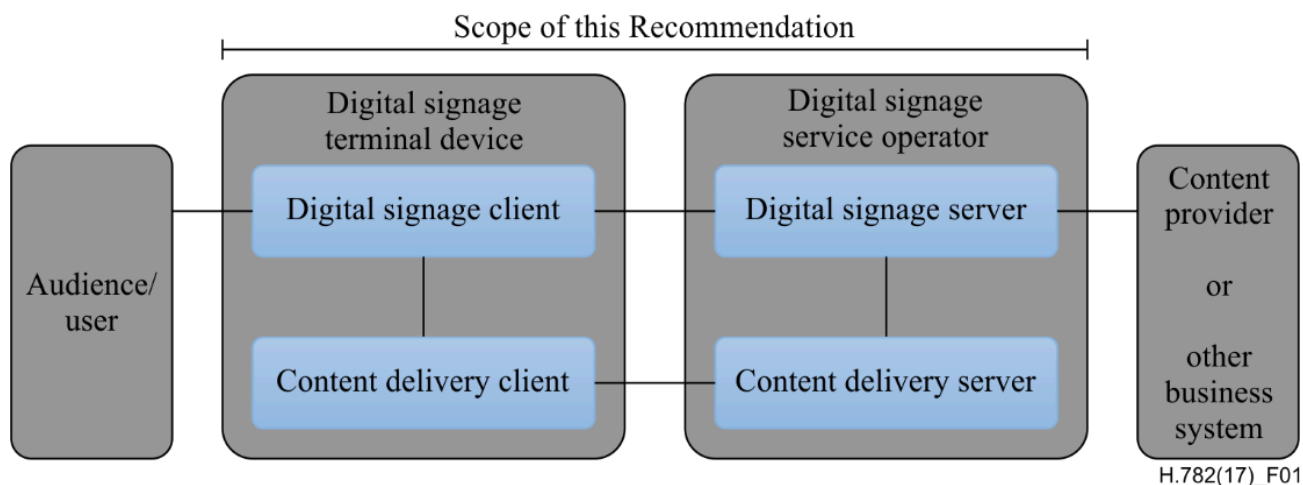 Scope of this Recommendation
Digital signage
terminal device
Digital signage
service operator
Audience/
user
Digital signage client
Digital signage server
Content delivery client
Content delivery server
Content
provider
or
other
business
system
H.782(17)_F01